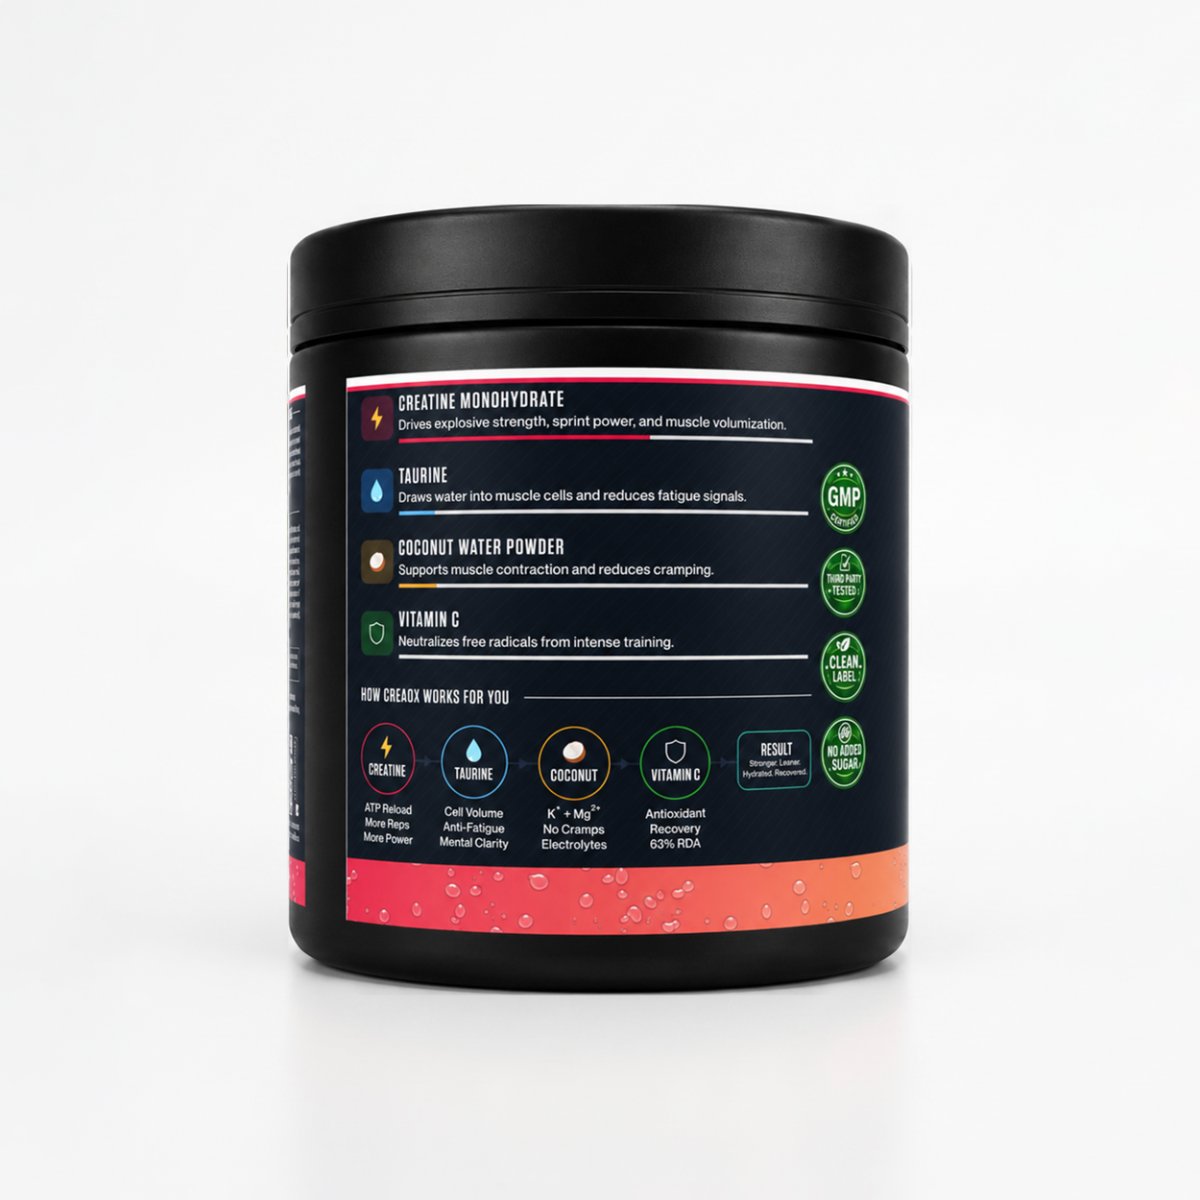 CREATINE MONOHYDRATE
Drives explosive strength, sprint power, and muscle volumization.
TAURINE
Draws water into muscle cells and reduces fatigue signals.
COCONUT WATER POWDER
Supports muscle contraction and reduces cramping.
VITAMIN C
Neutralizes free radicals from intense training.
GMP
CERTIFIED
THIRD PARTY
TESTED
CLEAN
LABEL
NO ADDED
SUGAR
HOW CREAOX WORKS FOR YOU
CREATINE
ATP Reload
More Reps
More Power
TAURINE
Cell Volume
Anti-Fatigue
Mental Clarity
COCONUT
K⁺ + Mg²⁺
No Cramps
Electrolytes
VITAMIN C
Antioxidant
Recovery
63% RDA
RESULT
Stronger. Leaner.
Hydrated. Recovered.